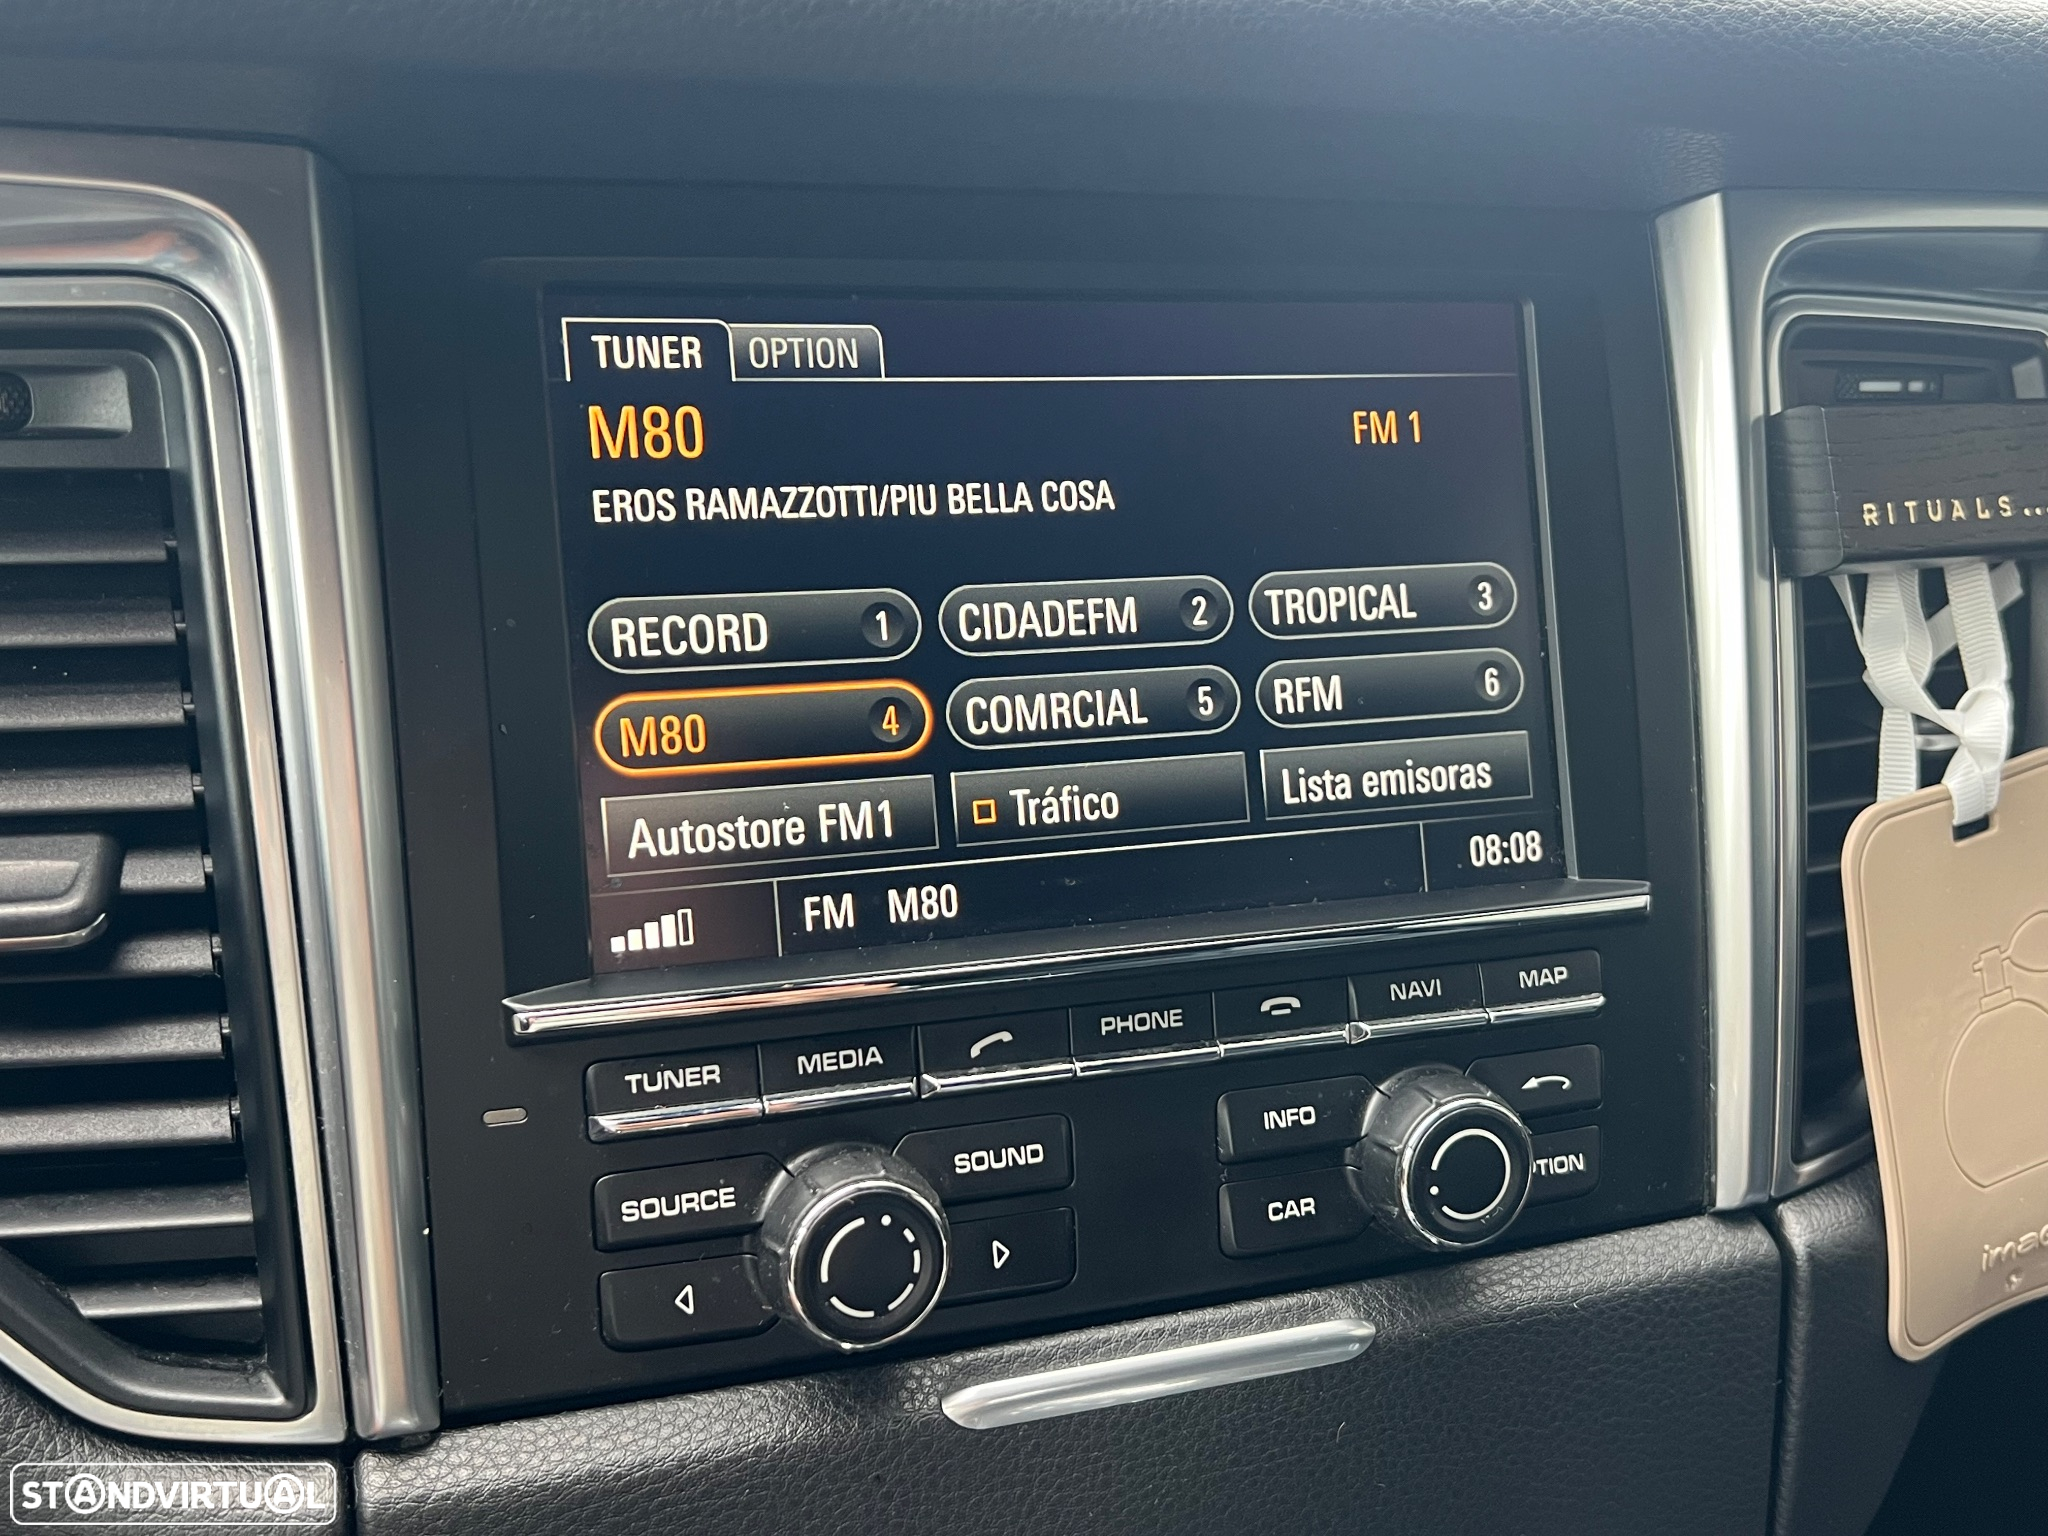 TUNER OPTION
M80 FM 1
EROS RAMAZZOTTI/PIU BELLA COSA
RECORD 1 CIDADEFM 2 TROPICAL 3
M80 4 COMRCIAL 5 RFM 6
Autostore FM1 Tráfico Lista emisoras
FM M80 08:08
RITUALS...
TUNER MEDIA PHONE NAVI MAP
SOURCE SOUND INFO
CAR TION
STANDVIRTUAL